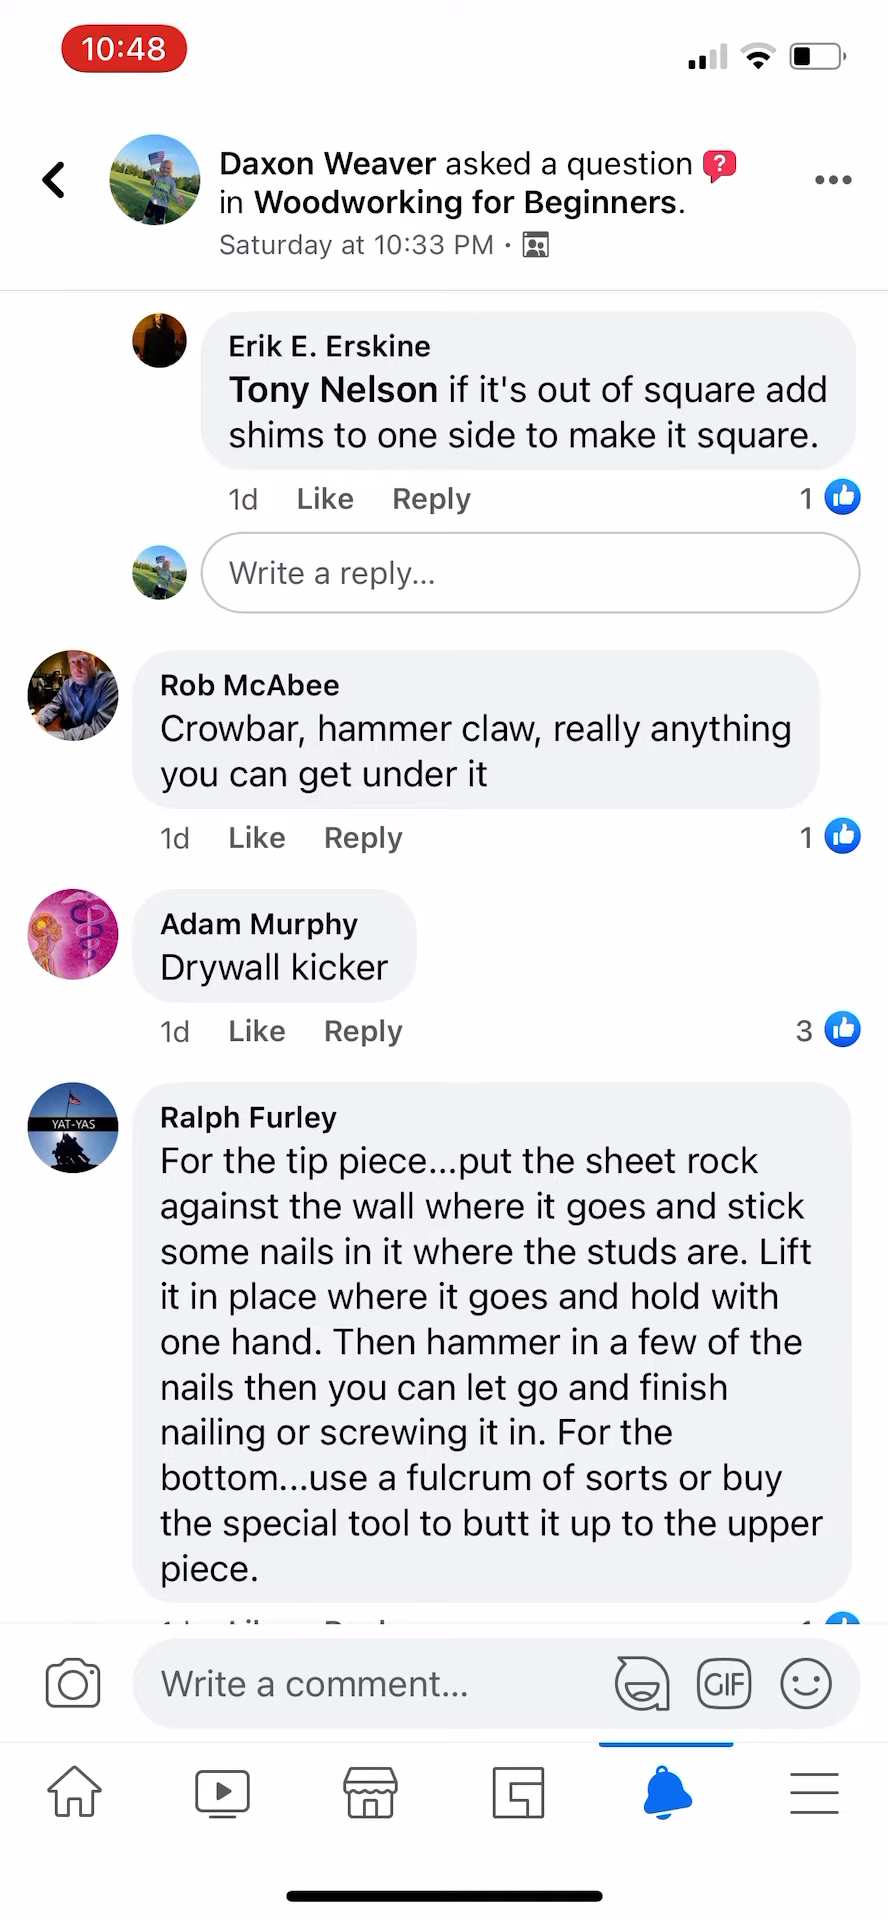 10:48
Daxon Weaver asked a question
in Woodworking for Beginners.
Saturday at 10:33 PM ·
Erik E. Erskine
Tony Nelson if it's out of square add
shims to one side to make it square.
1d Like Reply 1
Write a reply...
Rob McAbee
Crowbar, hammer claw, really anything
you can get under it
1d Like Reply 1
Adam Murphy
Drywall kicker
1d Like Reply 3
YAT-YAS
Ralph Furley
For the tip piece...put the sheet rock
against the wall where it goes and stick
some nails in it where the studs are. Lift
it in place where it goes and hold with
one hand. Then hammer in a few of the
nails then you can let go and finish
nailing or screwing it in. For the
bottom...use a fulcrum of sorts or buy
the special tool to butt it up to the upper
piece.
Write a comment...
GIF